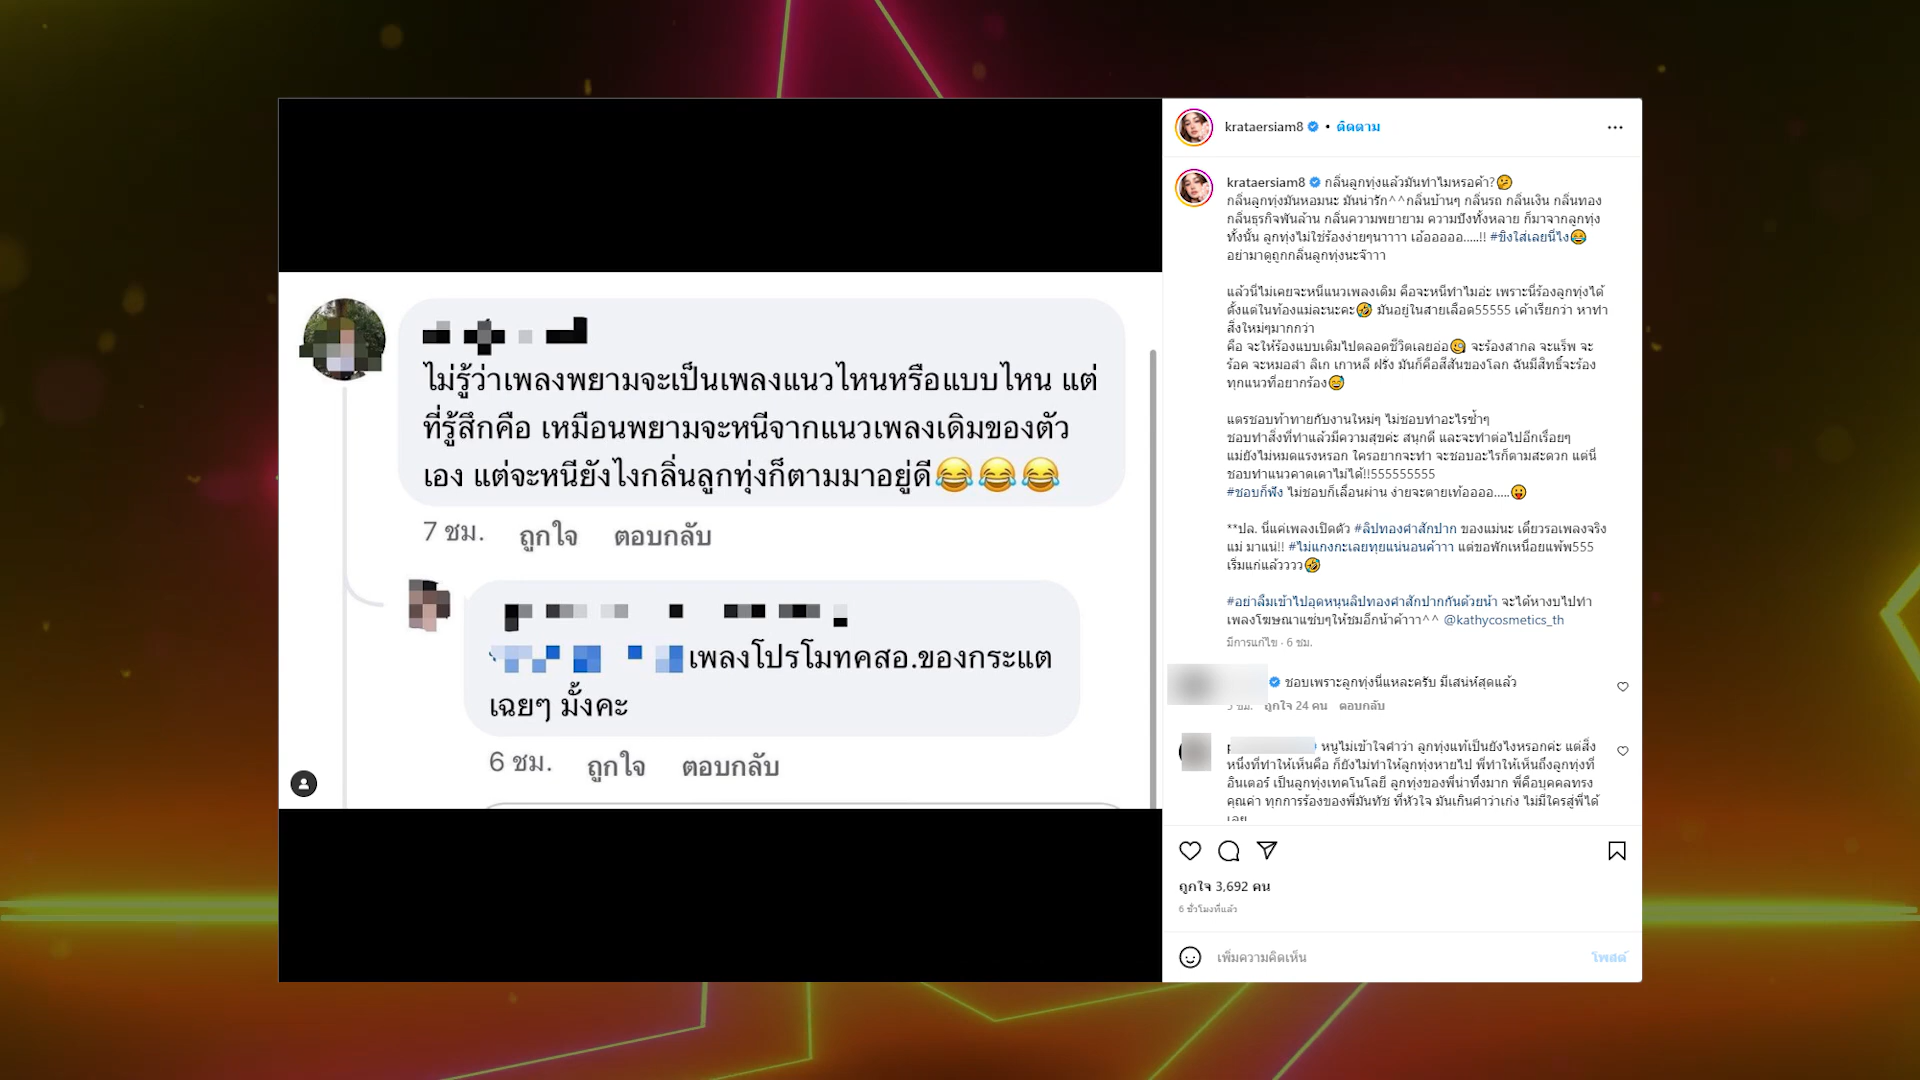 ไม่รู้ว่าเพลงพยามจะเป็นเพลงแนวไหนหรือแบบไหน แต่
ที่รู้สึกคือ เหมือนพยามจะหนีจากแนวเพลงเดิมของตัว
เอง แต่จะหนียังไงกลิ่นลูกทุ่งก็ตามมาอยู่ดี😂😂😂
7 ชม. ถูกใจ ตอบกลับ
เพลงโปรโมทคสอ.ของกระแต
เฉยๆ มั้งคะ
6 ชม. ถูกใจ ตอบกลับ
krataersiam8 • ติดตาม
krataersiam8 กลิ่นลูกทุ่งแล้วมันทำไมหรอค้า?🤔
กลิ่นลูกทุ่งมันหอมนะ มันน่ารัก^^กลิ่นบ้านๆ กลิ่นรถ กลิ่นเงิน กลิ่นทอง
กลิ่นธุรกิจพันล้าน กลิ่นความพยายาม ความปังทั้งหลาย ก็มาจากลูกทุ่ง
ทั้งนั้น ลูกทุ่งไม่ใช่ร้องง่ายๆนาาาา เอ้อออออ.....!! #ขิงใส่เลยนี่ไง😂
อย่ามาดูถูกกลิ่นลูกทุ่งนะจ๊าาา
แล้วนี่ไม่เคยจะหนีแนวเพลงเดิม คือจะหนีทำไมอ่ะ เพราะนี่ร้องลูกทุ่งได้
ตั้งแต่ในท้องแม่ละนะคะ🤣 มันอยู่ในสายเลือด55555 เค้าเรียกว่า หาทำ
สิ่งใหม่ๆมากกว่า
คือ จะให้ร้องแบบเดิมไปตลอดชีวิตเลยอ่อ🧐 จะร้องสากล จะแร็พ จะ
ร้อค จะหมอลำ ลิเก เกาหลี ฝรั่ง มันก็คือสีสันของโลก ฉันมีสิทธิ์จะร้อง
ทุกแนวที่อยากร้อง😅
แตรชอบท้าทายกับงานใหม่ๆ ไม่ชอบทำอะไรซ้ำๆ
ชอบทำสิ่งที่ทำแล้วมีความสุขค่ะ สนุกดี และจะทำต่อไปอีกเรื่อยๆ
แม่ยังไม่หมดแรงหรอก ใครอยากจะทำ จะชอบอะไรก็ตามสะดวก แต่นี่
ชอบทำแนวคาดเดาไม่ได้!!555555555
#ชอบก็ฟัง ไม่ชอบก็เลื่อนผ่าน ง่ายจะตายเท้ออออ.....😛
**ปล. นี่แค่เพลงเปิดตัว #ลิปทองคำสักปาก ของแม่นะ เดี๋ยวรอเพลงจริง
แม่ มาแน่!! #ไม่แกงกะเลยทุยแน่นอนค้าาา แต่ขอพักเหนื่อยแพ้พ555
เริ่มแก่แล้วววว🤣
#อย่าลืมเข้าไปอุดหนุนลิปทองคำสักปากกันด้วยน้า จะได้หางบไปทำ
เพลงโฆษณาแซ่บๆให้ชมอีกน้าค้าาา^^ @kathycosmetics_th
มีการแก้ไข · 6 ชม.
ชอบเพราะลูกทุ่งนี่แหละครับ มีเสน่ห์สุดแล้ว
5 ชม. ถูกใจ 24 คน ตอบกลับ
หนูไม่เข้าใจคำว่า ลูกทุ่งแท้เป็นยังไงหรอกค่ะ แต่สิ่ง
หนึ่งที่ทำให้เห็นคือ ก็ยังไม่ทำให้ลูกทุ่งหายไป พี่ทำให้เห็นถึงลูกทุ่งที่
อินเตอร์ เป็นลูกทุ่งเทคโนโลยี ลูกทุ่งของพี่น่าทึ่งมาก พี่คือบุคคลทรง
คุณค่า ทุกการร้องของพี่มันทัช ที่หัวใจ มันเกินคำว่าเก่ง ไม่มีใครสู้พี่ได้
เลย
ถูกใจ 3,692 คน
6 ชั่วโมงที่แล้ว
เพิ่มความคิดเห็น
โพสต์